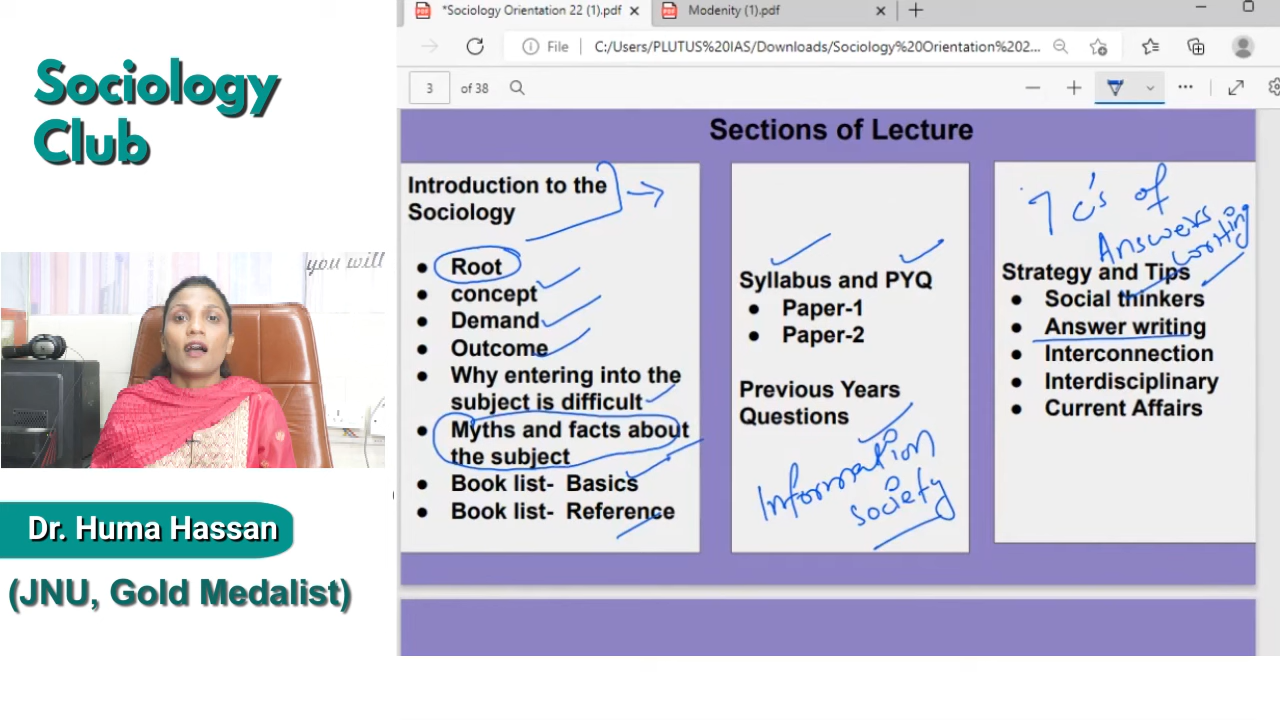 Sociology
Club
you will
Dr. Huma Hassan
(JNU, Gold Medalist)
*Sociology Orientation 22 (1).pdf
Modenity (1).pdf
File
C:/Users/PLUTUS%20IAS/Downloads/Sociology%20Orientation%202...
3 of 38
Sections of Lecture
Introduction to the
Sociology
Root
concept
Demand
Outcome
Why entering into the
subject is difficult
Myths and facts about
the subject
Book list- Basics
Book list- Reference
Syllabus and PYQ
Paper-1
Paper-2
Previous Years
Questions
Information
society
7 c's of
Answers
writing
Strategy and Tips
Social thinkers
Answer writing
Interconnection
Interdisciplinary
Current Affairs